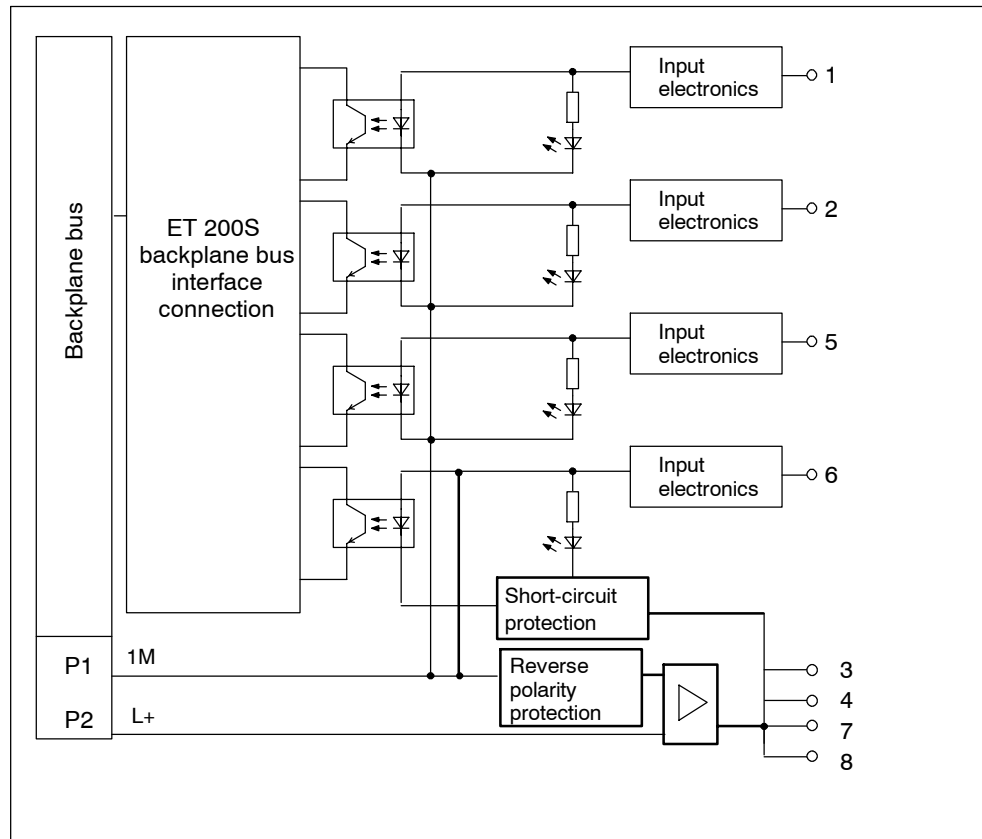 Backplane bus
ET 200S
backplane bus
interface
connection
Input
electronics
1
Input
electronics
2
Input
electronics
5
Input
electronics
6
Short-circuit
protection
P1
1M
Reverse
polarity
protection
3
4
P2
L+
7
8